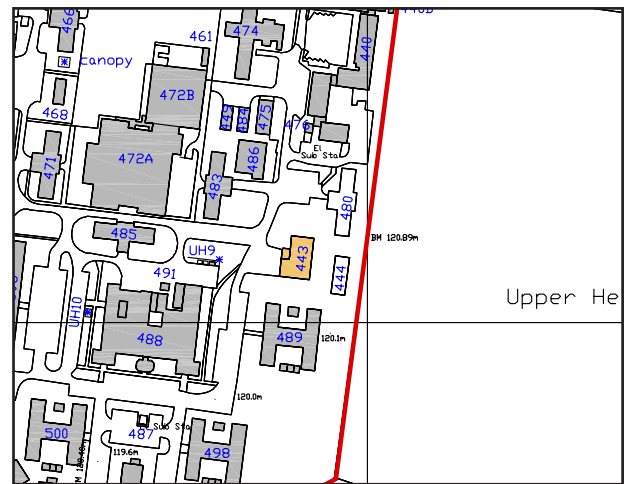 466
461
474
440
canopy
472B
468
449
484
475
476
El
Sub Sta
472A
471
486
483
480
485
BM 120.89m
UH9
443
491
444
Upper He
UH10
488
489
120.1m
120.0m
500
487
Sub Sta
119.6m
498